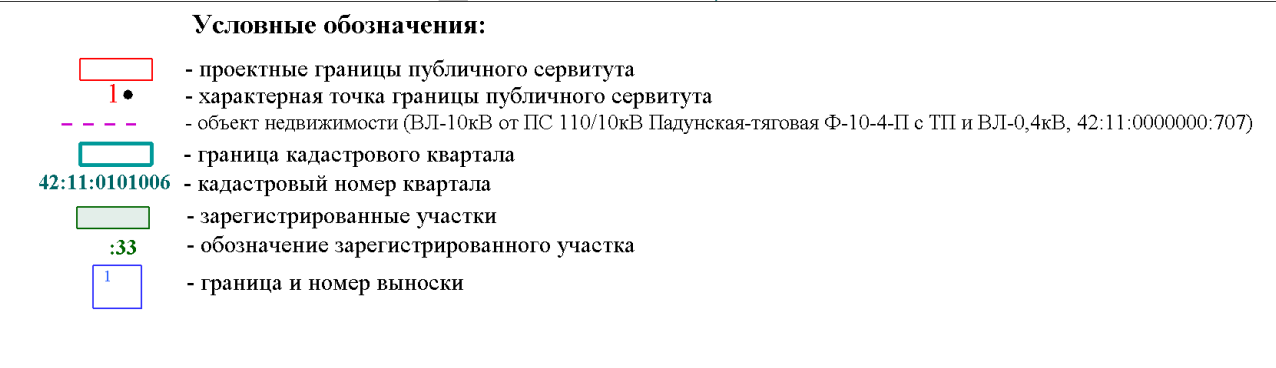 Условные обозначения:
- проектные границы публичного сервитута
1 - характерная точка границы публичного сервитута
- объект недвижимости (ВЛ-10кВ от ПС 110/10кВ Падунская-тяговая Ф-10-4-П с ТП и ВЛ-0,4кВ, 42:11:0000000:707)
- граница кадастрового квартала
42:11:0101006 - кадастровый номер квартала
- зарегистрированные участки
:33 - обозначение зарегистрированного участка
1 - граница и номер выноски